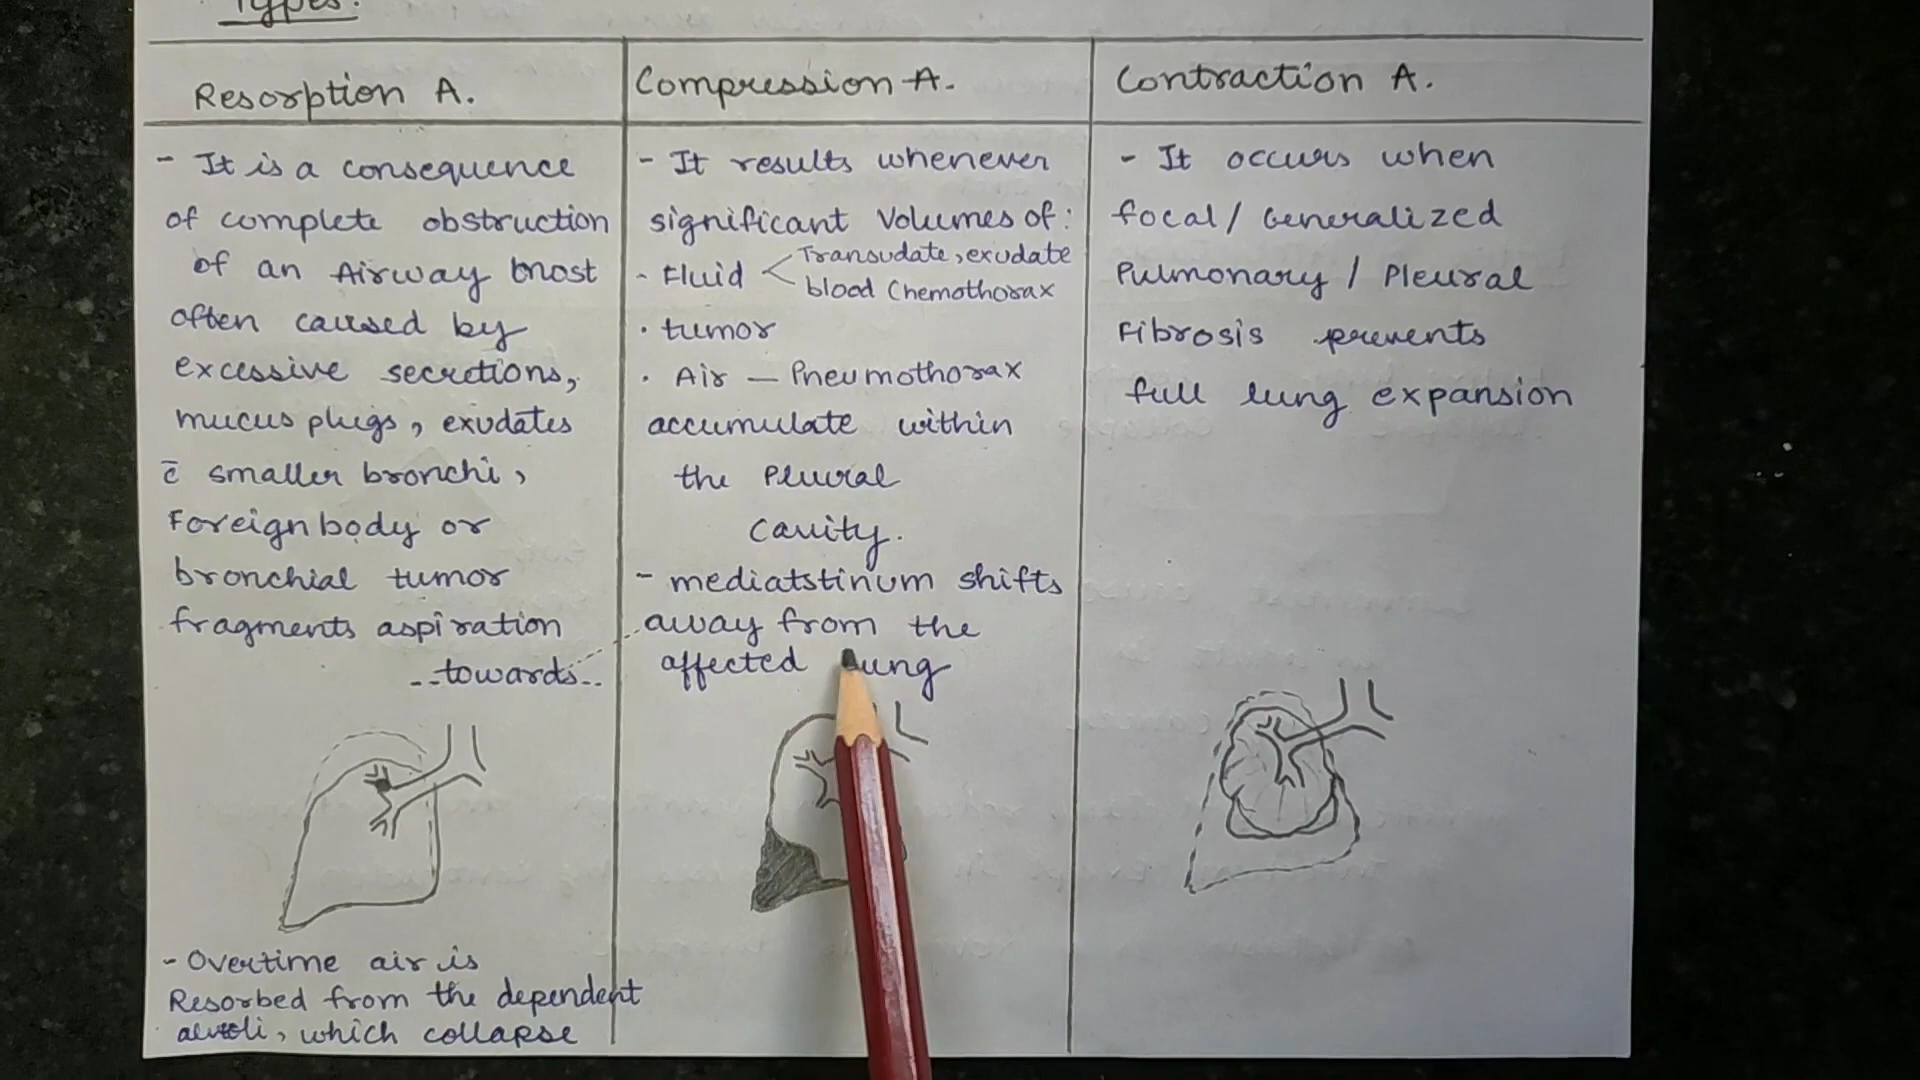 Types:
Resorption A.
- It is a consequence
of complete obstruction
of an Airway most
often caused by
excessive secretions,
mucus plugs, exudates
c̄ smaller bronchi,
Foreign body or
bronchial tumor
fragments aspiration
--towards--
- Overtime air is
Resorbed from the dependent
alveoli, which collapse
Compression A.
- It results whenever
significant Volumes of:
- Fluid < Transudate, exudate
blood Chemothorax
· tumor
· Air — Pneumothorax
accumulate within
the Plural
Cavity.
- mediatstinum shifts
away from the
affected lung
Contraction A.
- It occurs when
focal / Generalized
Pulmonary / Pleural
Fibrosis prevents
full lung expansion